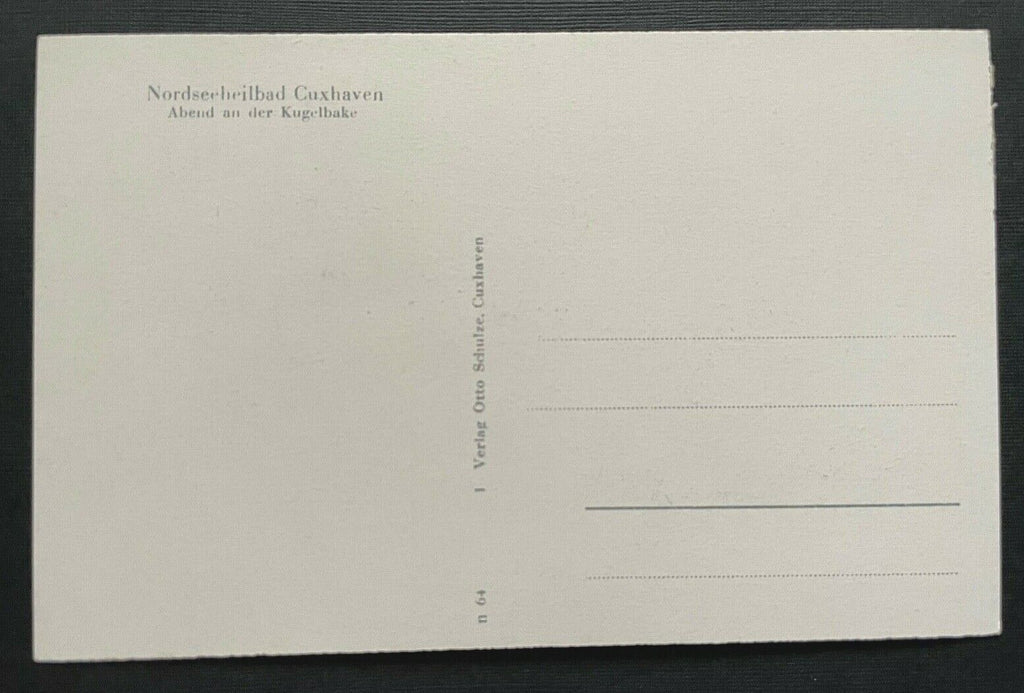 Nordseeheilbad Cuxhaven
Abend an der Kugelbake
n 64 1 Verlag Otto Schulze, Cuxhaven